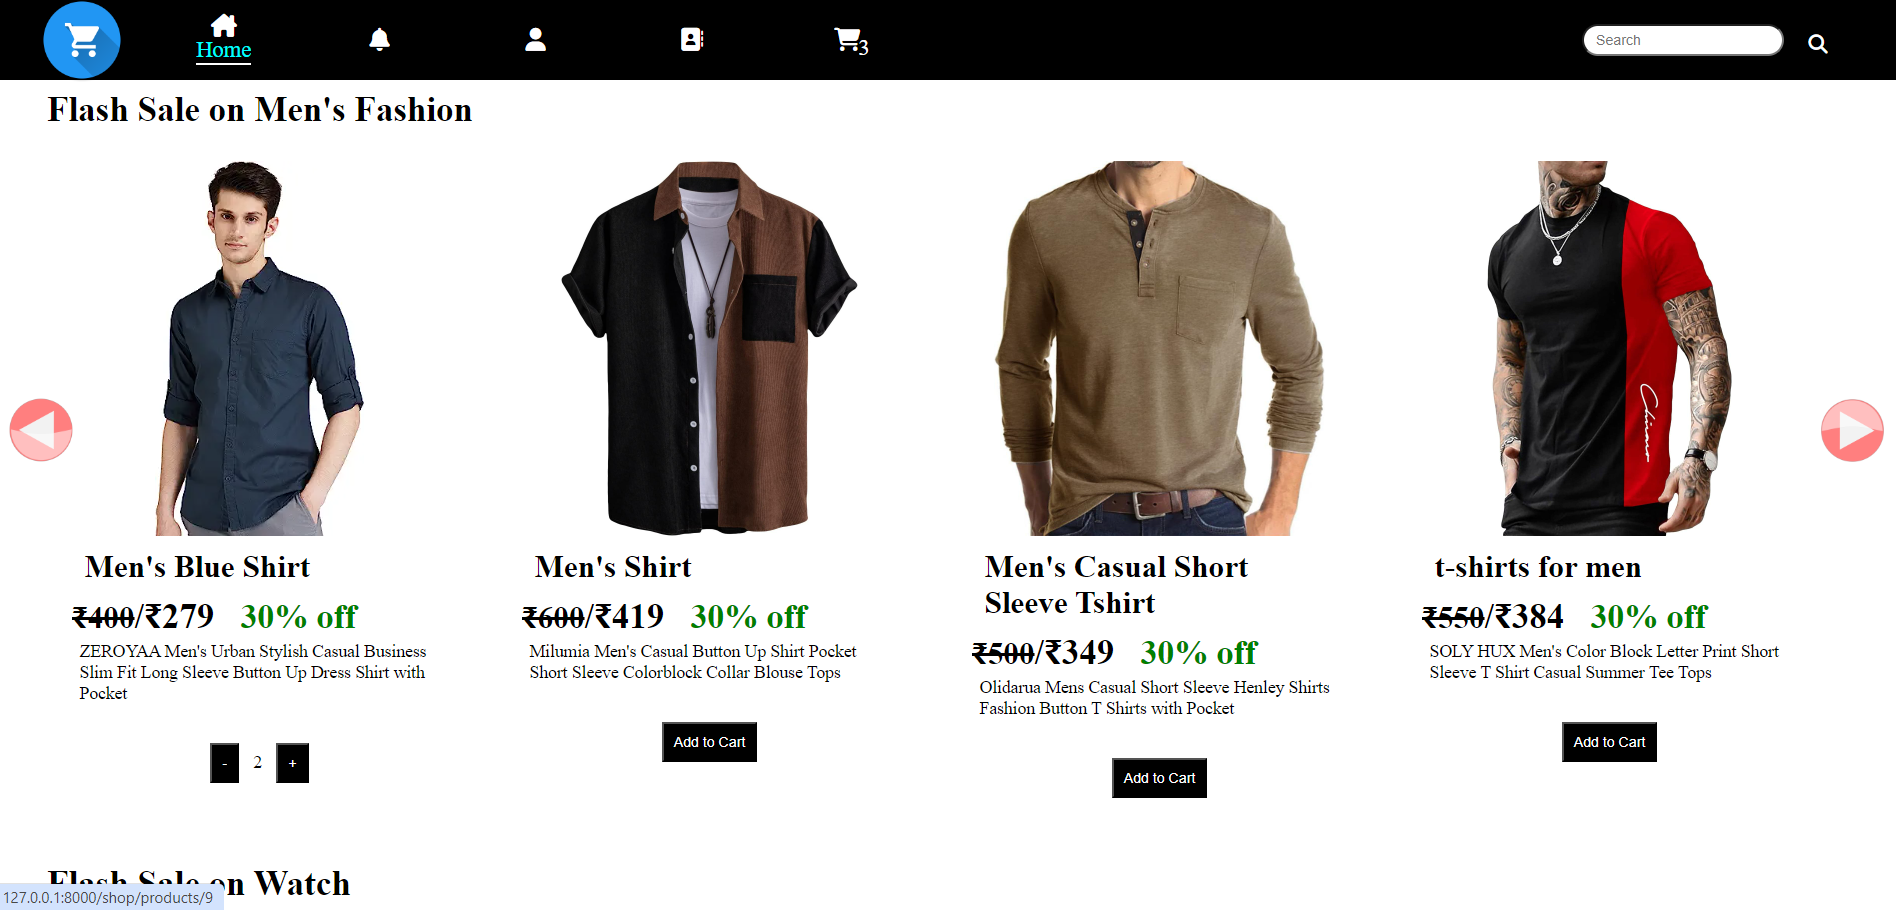 Home
3
Search
Flash Sale on Men's Fashion
Chinour
Men's Blue Shirt
₹400/₹279 30% off
ZEROYAA Men's Urban Stylish Casual Business
Slim Fit Long Sleeve Button Up Dress Shirt with
Pocket
- 2 +
Men's Shirt
₹600/₹419 30% off
Milumia Men's Casual Button Up Shirt Pocket
Short Sleeve Colorblock Collar Blouse Tops
Add to Cart
Men's Casual Short
Sleeve Tshirt
₹500/₹349 30% off
Olidarua Mens Casual Short Sleeve Henley Shirts
Fashion Button T Shirts with Pocket
Add to Cart
t-shirts for men
₹550/₹384 30% off
SOLY HUX Men's Color Block Letter Print Short
Sleeve T Shirt Casual Summer Tee Tops
Add to Cart
Flash Sale on Watch
127.0.0.1:8000/shop/products/9